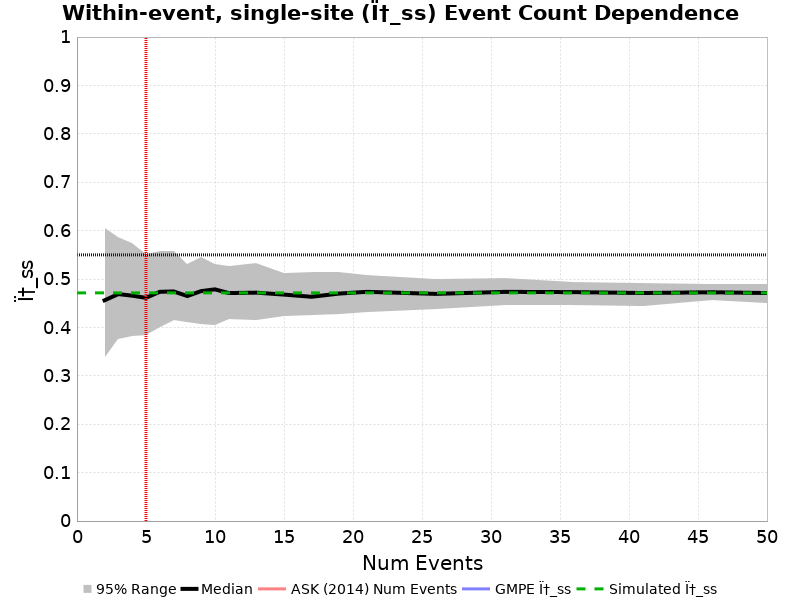 Within-event, single-site (Ï†_ss) Event Count Dependence
1
0.9
0.8
0.7
0.6
0.5
0.4
0.3
0.2
0.1
0
Ï†_ss
0 5 10 15 20 25 30 35 40 45 50
Num Events
95% Range Median ASK (2014) Num Events GMPE Ï†_ss Simulated Ï†_ss